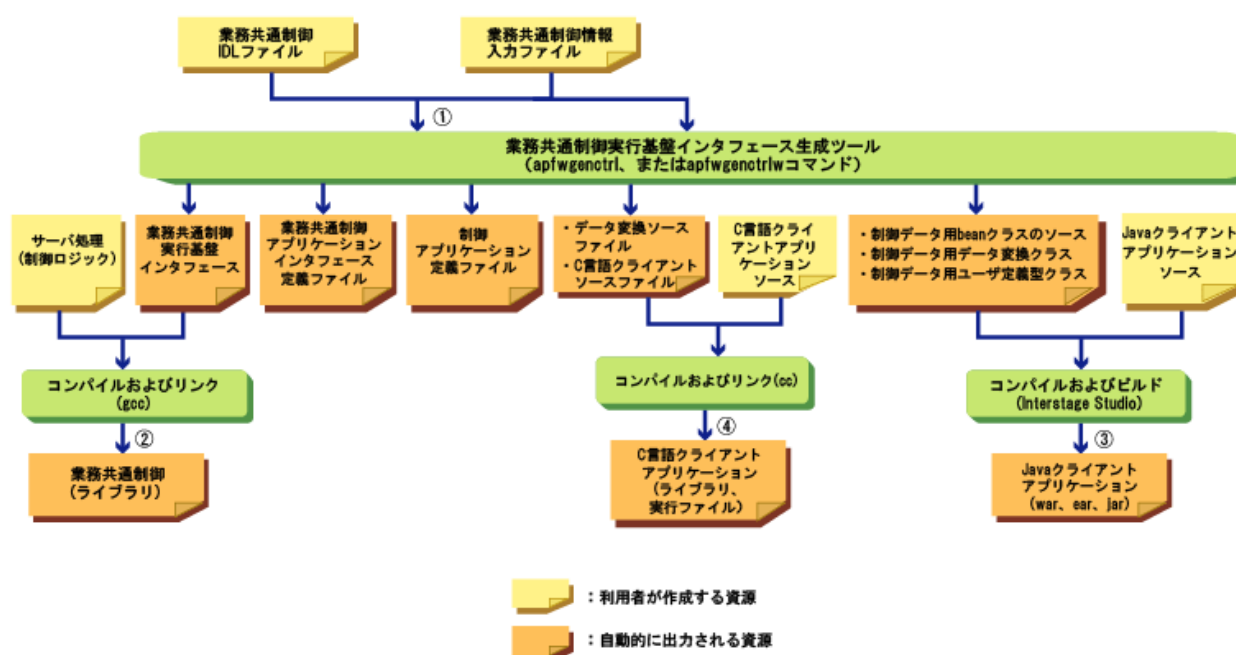 業務共通制御
IDLファイル
業務共通制御情報
入力ファイル
①
業務共通制御実行基盤インタフェース生成ツール
(apfwgenctrl、またはapfwgenctrlwコマンド)
サーバ処理
(制御ロジック)
業務共通制御
実行基盤
インタフェース
業務共通制御
アプリケーション
インタフェース
定義ファイル
制御
アプリケーション
定義ファイル
・データ変換ソース
ファイル
・C言語クライアント
ソースファイル
C言語クライ
アントアプリ
ケーション
ソース
・制御データ用beanクラスのソース
・制御データ用データ変換クラス
・制御データ用ユーザ定義型クラス
Javaクライアント
アプリケーション
ソース
コンパイルおよびリンク
(gcc)
コンパイルおよびリンク(cc)
コンパイルおよびビルド
(Interstage Studio)
②
④
③
業務共通制御
(ライブラリ)
C言語クライアント
アプリケーション
(ライブラリ、
実行ファイル)
Javaクライアント
アプリケーション
(war、ear、jar)
:利用者が作成する資源
:自動的に出力される資源